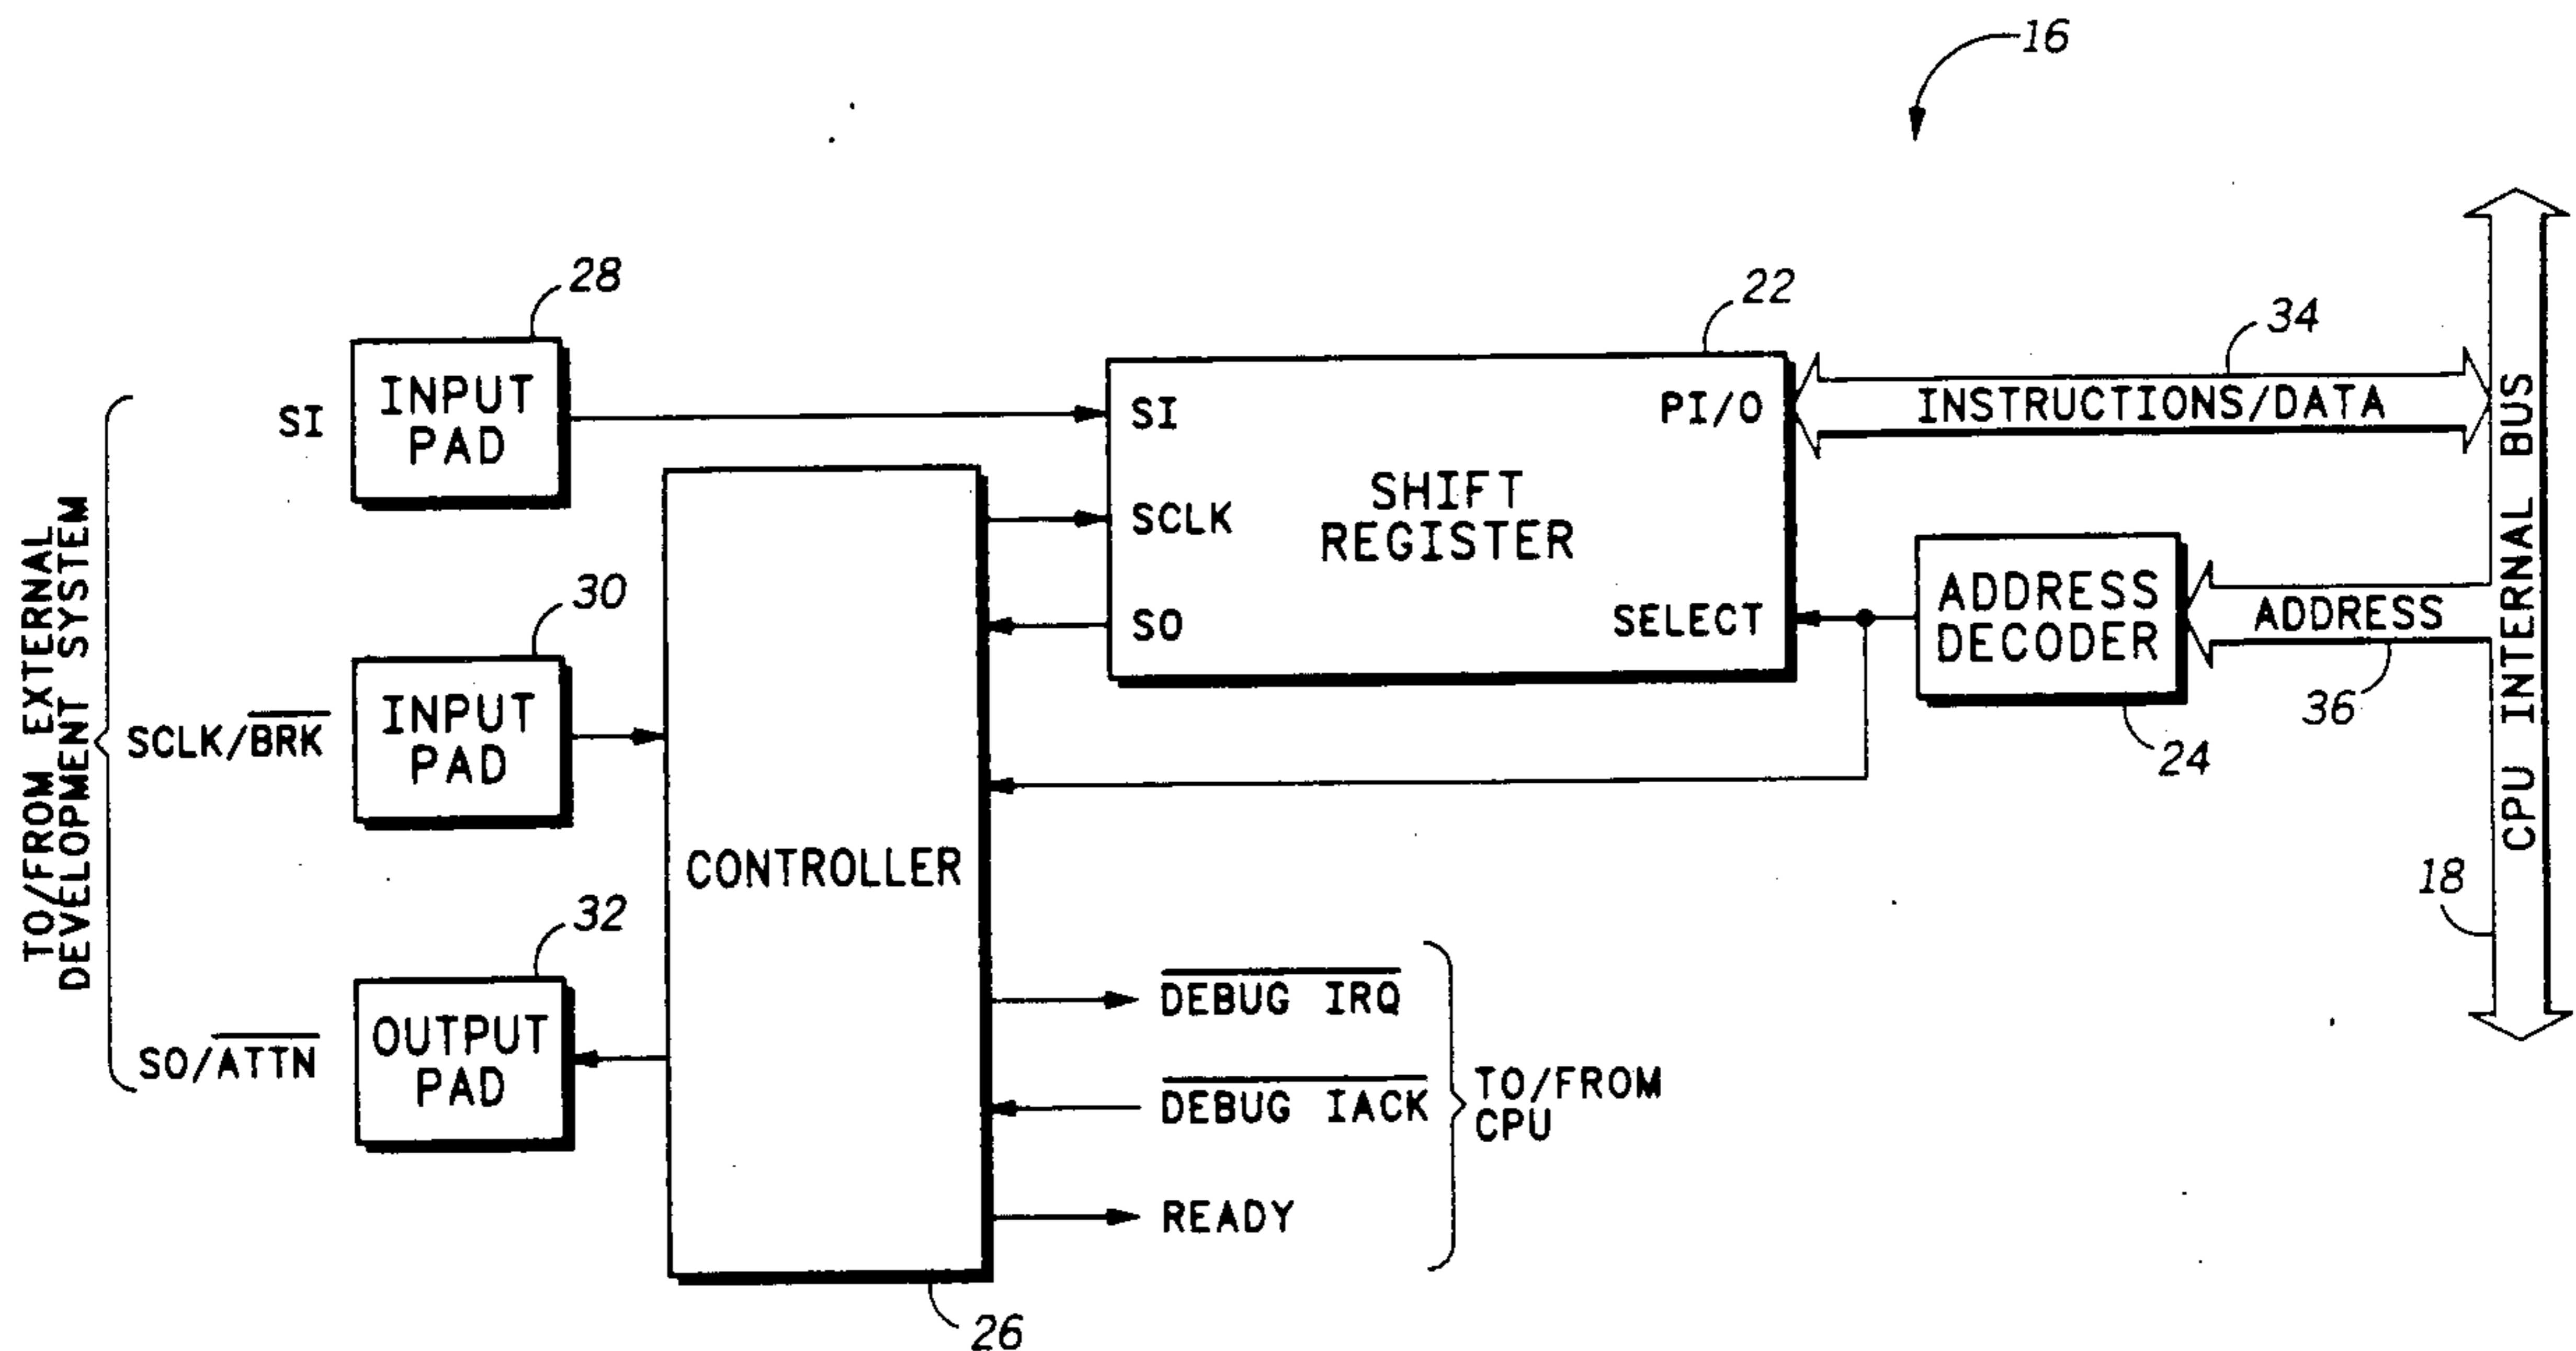 16
28
22
34
INPUT
PAD
SI
SI
PI/O
INSTRUCTIONS/DATA
SHIFT
REGISTER
SCLK
SO
SELECT
ADDRESS
DECODER
ADDRESS
36
24
CPU INTERNAL BUS
18
TO/FROM EXTERNAL
DEVELOPMENT SYSTEM
30
INPUT
PAD
SCLK/BRK
CONTROLLER
32
OUTPUT
PAD
SO/ATTN
DEBUG IRQ
DEBUG IACK
READY
TO/FROM
CPU
26